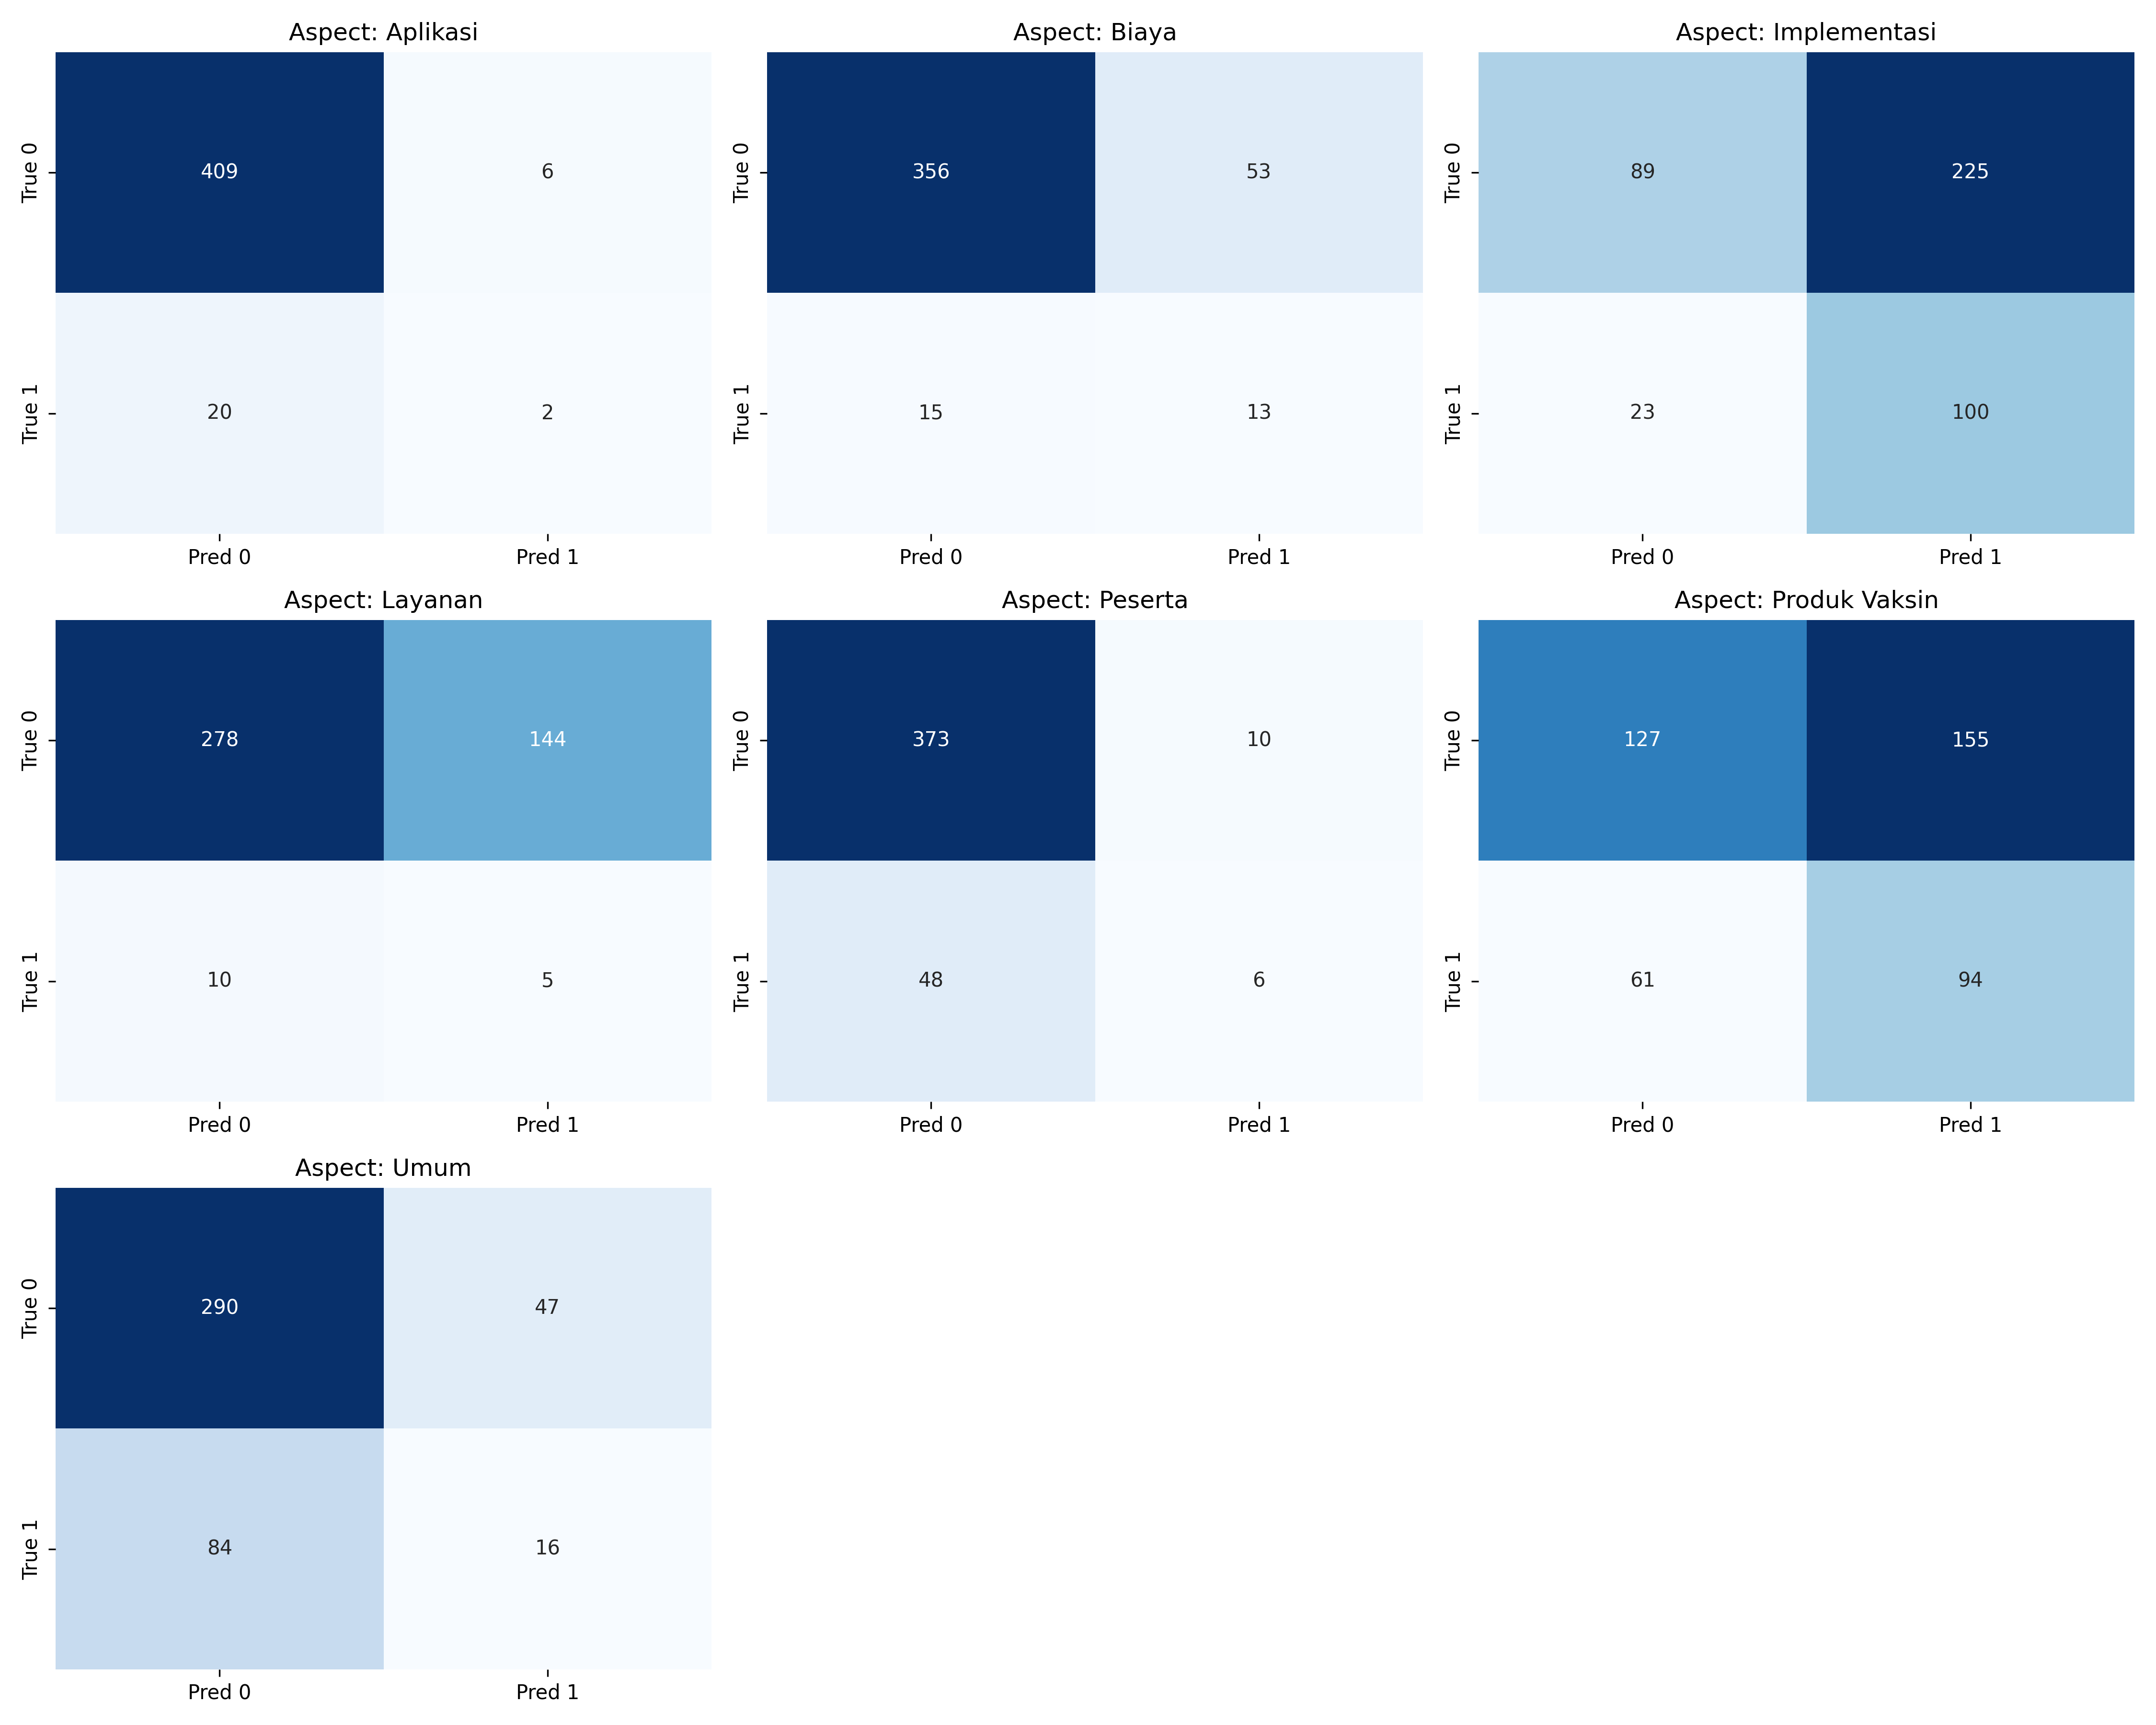 Aspect: Aplikasi
True 0
409
6
True 1
20
2
Pred 0
Pred 1
Aspect: Biaya
True 0
356
53
True 1
15
13
Pred 0
Pred 1
Aspect: Implementasi
True 0
89
225
True 1
23
100
Pred 0
Pred 1
Aspect: Layanan
True 0
278
144
True 1
10
5
Pred 0
Pred 1
Aspect: Peserta
True 0
373
10
True 1
48
6
Pred 0
Pred 1
Aspect: Produk Vaksin
True 0
127
155
True 1
61
94
Pred 0
Pred 1
Aspect: Umum
True 0
290
47
True 1
84
16
Pred 0
Pred 1